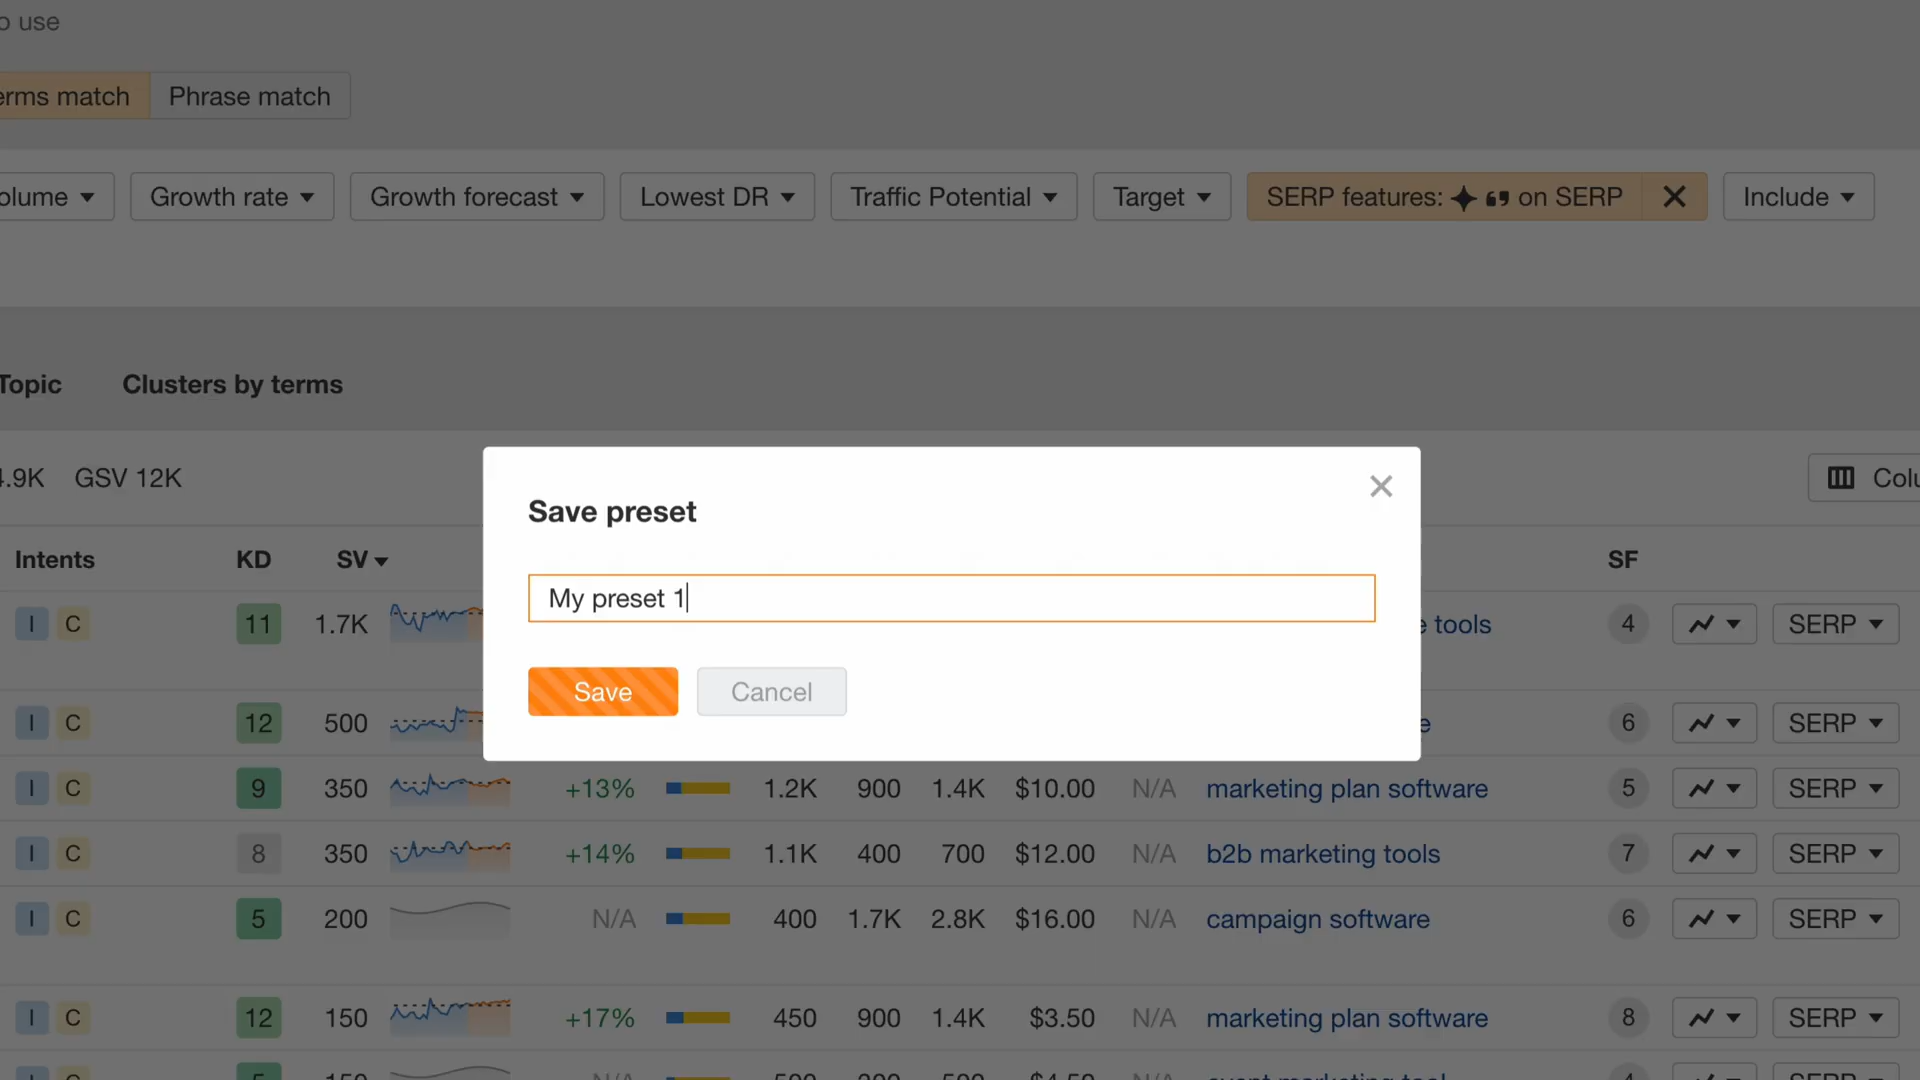 o use
erms match Phrase match
olume Growth rate Growth forecast Lowest DR Traffic Potential Target SERP features: on SERP Include
Topic Clusters by terms
4.9K GSV 12K Colu
Save preset
My preset 1
Save Cancel
Intents KD SV SF
I C 11 1.7K e tools 4 SERP
I C 12 500 e 6 SERP
I C 9 350 +13% 1.2K 900 1.4K $10.00 N/A marketing plan software 5 SERP
I C 8 350 +14% 1.1K 400 700 $12.00 N/A b2b marketing tools 7 SERP
I C 5 200 N/A 400 1.7K 2.8K $16.00 N/A campaign software 6 SERP
I C 12 150 +17% 450 900 1.4K $3.50 N/A marketing plan software 8 SERP